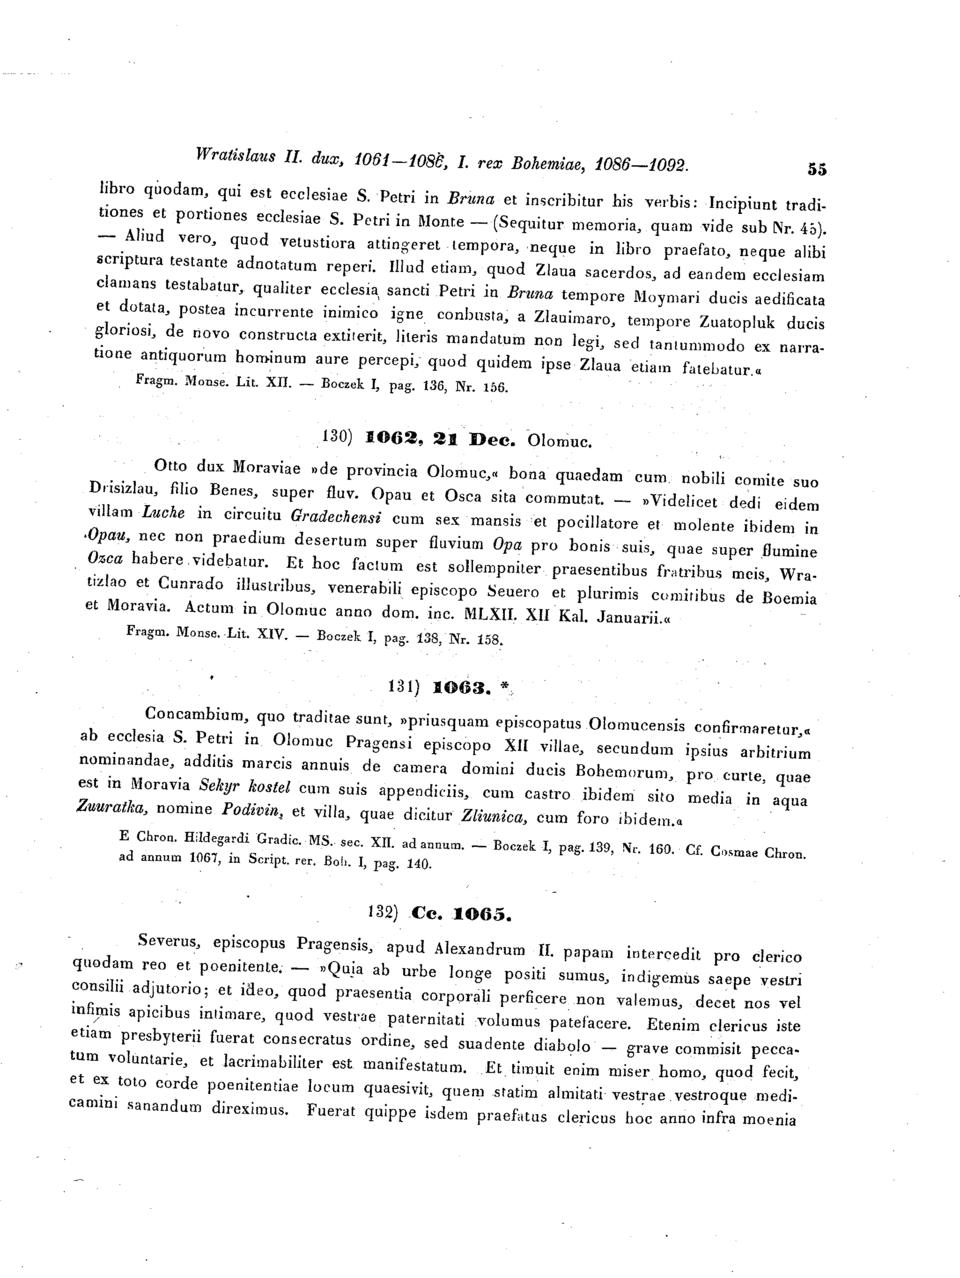 Wratislaus II. dux, 1061—1086, I. rex Bohemiae, 1086—1092. 55
libro quodam, qui est ecclesiae S. Petri in Bruna et inscribitur his verbis: Incipiunt tradi-
tiones et portiones ecclesiae S. Petri in Monte — (Sequitur memoria, quam vide sub Nr. 45).
— Aliud vero, quod vetustiora attingeret tempora, neque in libro praefato, neque alibi
scriptura testante adnotatum reperi. Illud etiam, quod Zlaua sacerdos, ad eandem ecclesiam
clamans testabatur, qualiter ecclesia sancti Petri in Bruna tempore Moymari ducis aedificata
et dotata, postea incurrente inimico igne conbusta, a Zlauimaro, tempore Zuatopluk ducis
gloriosi, de novo constructa extiterit, literis mandatum non legi, sed tantummodo ex narra-
tione antiquorum hominum aure percepi, quod quidem ipse Zlaua etiam fatebatur.«
Fragm. Monse. Lit. XII. — Boczek I, pag. 136, Nr. 156.
130) 1062, 21 Dec. Olomuc.
Otto dux Moraviae »de provincia Olomuc,« bona quaedam cum nobili comite suo
Drisizlau, filio Benes, super fluv. Opau et Osca sita commutat. — »Videlicet dedi eidem
villam Luche in circuitu Gradechensi cum sex mansis et pocillatore et molente ibidem in
Opau, nec non praedium desertum super fluvium Opa pro bonis suis, quae super flumine
Ozca habere videbatur. Et hoc factum est sollempniter praesentibus fratribus meis, Wra-
tizlao et Cunrado illustribus, venerabili episcopo Seuero et plurimis comitibus de Boemia
et Moravia. Actum in Olomuc anno dom. inc. MLXII. XII Kal. Januarii.«
Fragm. Monse. Lit. XIV. — Boczek I, pag. 138, Nr. 158.
131) 1063. *
Concambium, quo traditae sunt, »priusquam episcopatus Olomucensis confirmaretur,«
ab ecclesia S. Petri in Olomuc Pragensi episcopo XII villae, secundum ipsius arbitrium
nominandae, additis marcis annuis de camera domini ducis Bohemorum, pro curte, quae
est in Moravia Sekyr kostel cum suis appendiciis, cum castro ibidem sito media in aqua
Zuuratka, nomine Podivin, et villa, quae dicitur Zliunica, cum foro ibidem.«
E Chron. Hildegardi Gradic. MS. sec. XII. ad annum. — Boczek I, pag. 139, Nr. 160. Cf. Cosmae Chron.
ad annum 1067, in Script. rer. Boh. I, pag. 140.
132) Cc. 1065.
Severus, episcopus Pragensis, apud Alexandrum II. papam intercedit pro clerico
quodam reo et poenitente. — »Quia ab urbe longe positi sumus, indigemus saepe vestri
consilii adjutorio; et ideo, quod praesentia corporali perficere non valemus, decet nos vel
infimis apicibus intimare, quod vestrae paternitati volumus patefacere. Etenim clericus iste
etiam presbyterii fuerat consecratus ordine, sed suadente diabolo — grave commisit pecca-
tum voluntarie, et lacrimabiliter est manifestatum. Et timuit enim miser homo, quod fecit,
et ex toto corde poenitentiae locum quaesivit, quem statim almitati vestrae vestroque medi-
camini sanandum direximus. Fuerat quippe isdem praefatus clericus hoc anno infra moenia